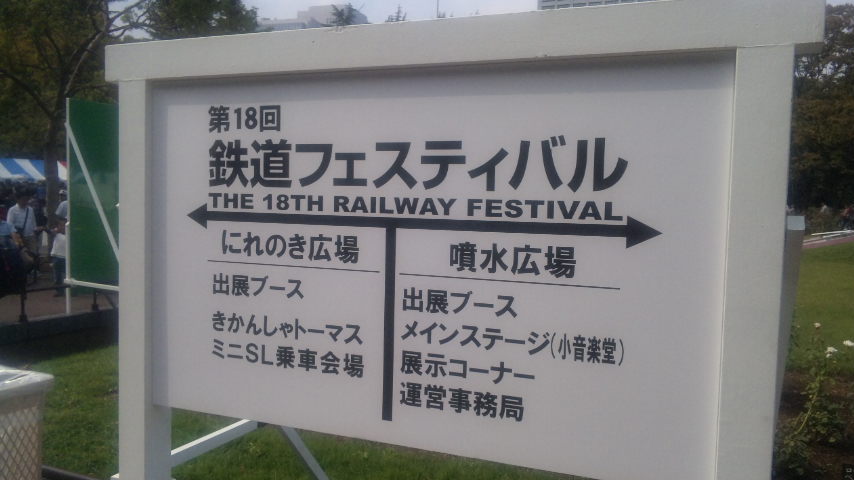 第18回
鉄道フェスティバル
THE 18TH RAILWAY FESTIVAL
にれのき広場
出展ブース
きかんしゃトーマス
ミニSL乗車会場
噴水広場
出展ブース
メインステージ(小音楽堂)
展示コーナー
運営事務局